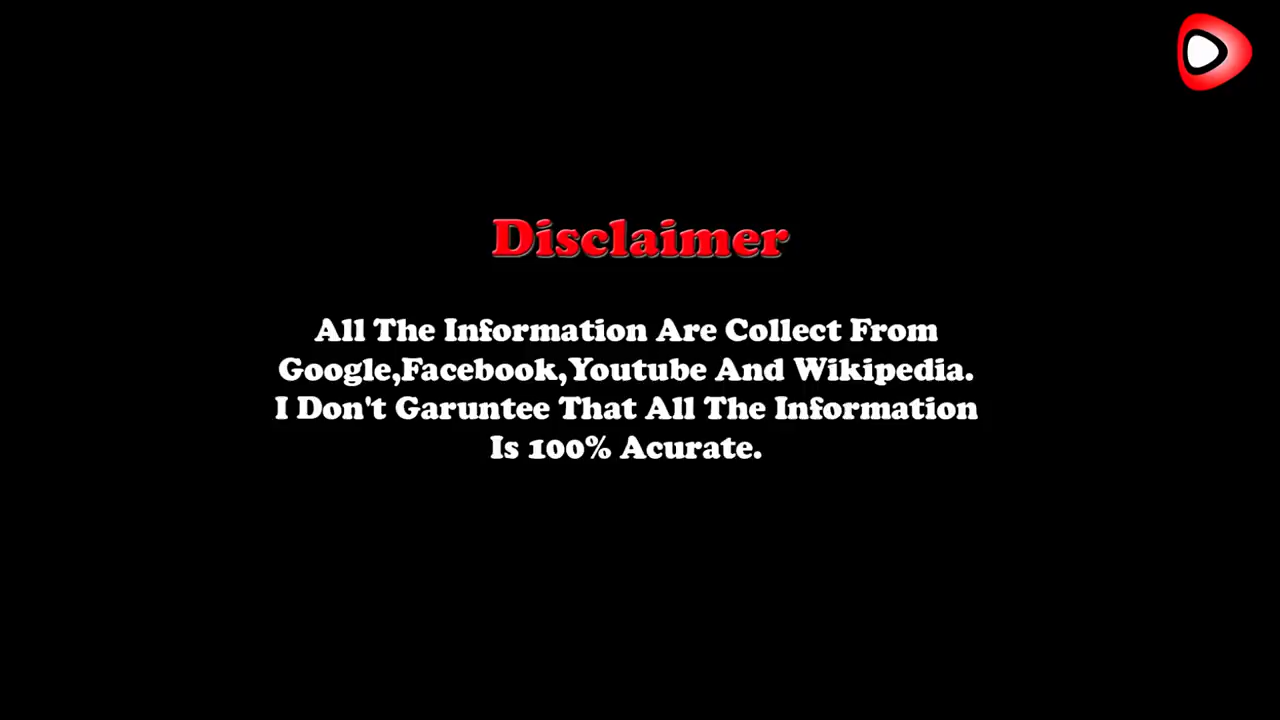 Disclaimer
All The Information Are Collect From
Google,Facebook,Youtube And Wikipedia.
I Don't Garuntee That All The Information
Is 100% Acurate.